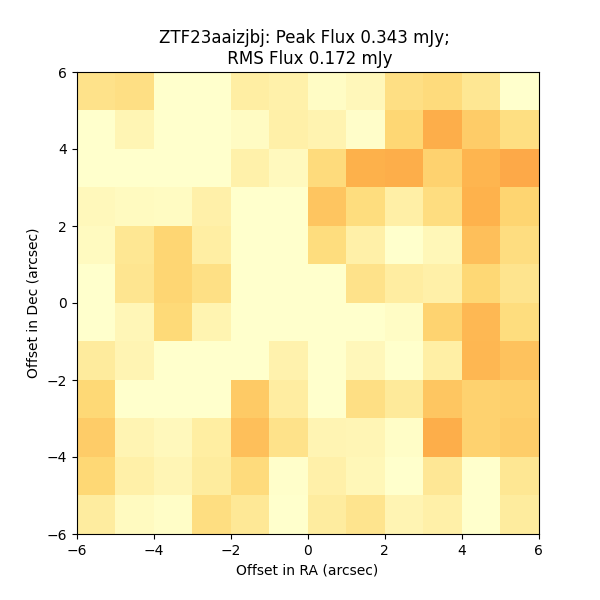 ZTF23aaizjbj: Peak Flux 0.343 mJy;
RMS Flux 0.172 mJy
6
4
2
0
−2
−4
−6
Offset in Dec (arcsec)
−6 −4 −2 0 2 4 6
Offset in RA (arcsec)